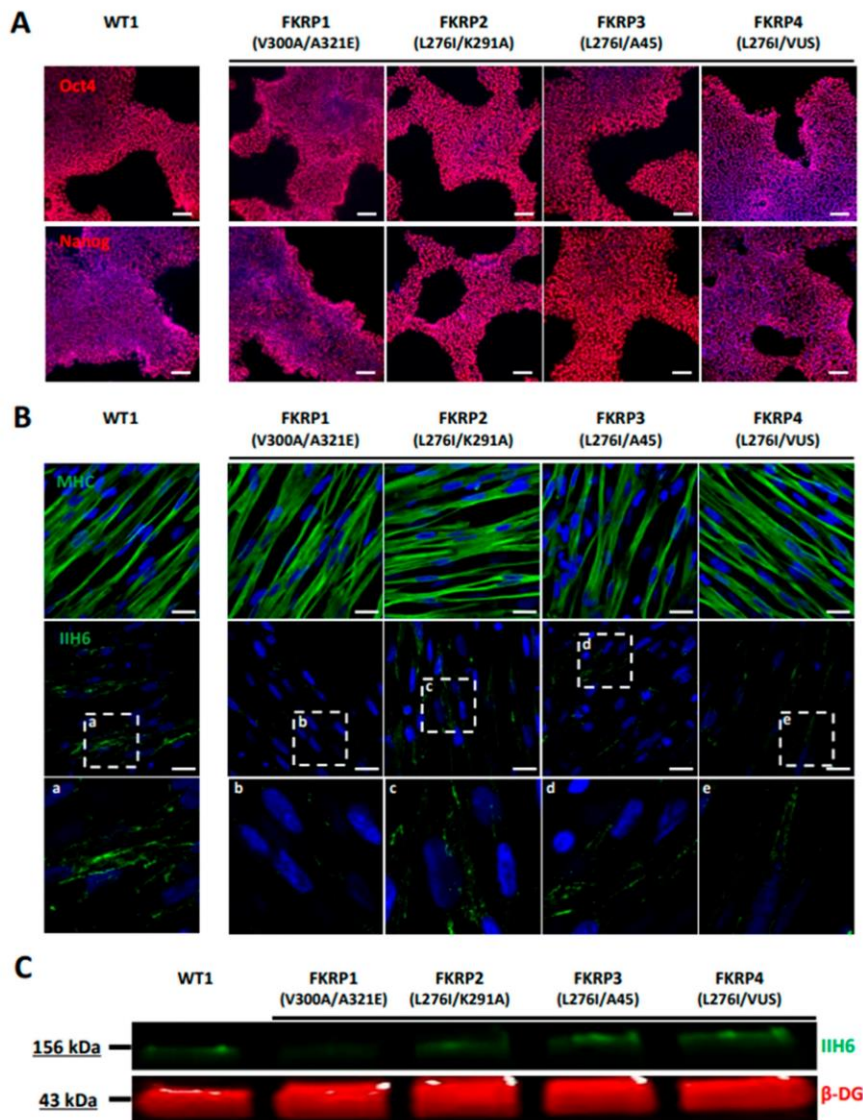 A
WT1 FKRP1 FKRP2 FKRP3 FKRP4
(V300A/A321E) (L276I/K291A) (L276I/A45) (L276I/VUS)
Oct4
Nanog
B
WT1 FKRP1 FKRP2 FKRP3 FKRP4
(V300A/A321E) (L276I/K291A) (L276I/A45) (L276I/VUS)
MHC
IIH6
a b c d e
a b c d e
C
WT1 FKRP1 FKRP2 FKRP3 FKRP4
(V300A/A321E) (L276I/K291A) (L276I/A45) (L276I/VUS)
156 kDa IIH6
43 kDa β-DG